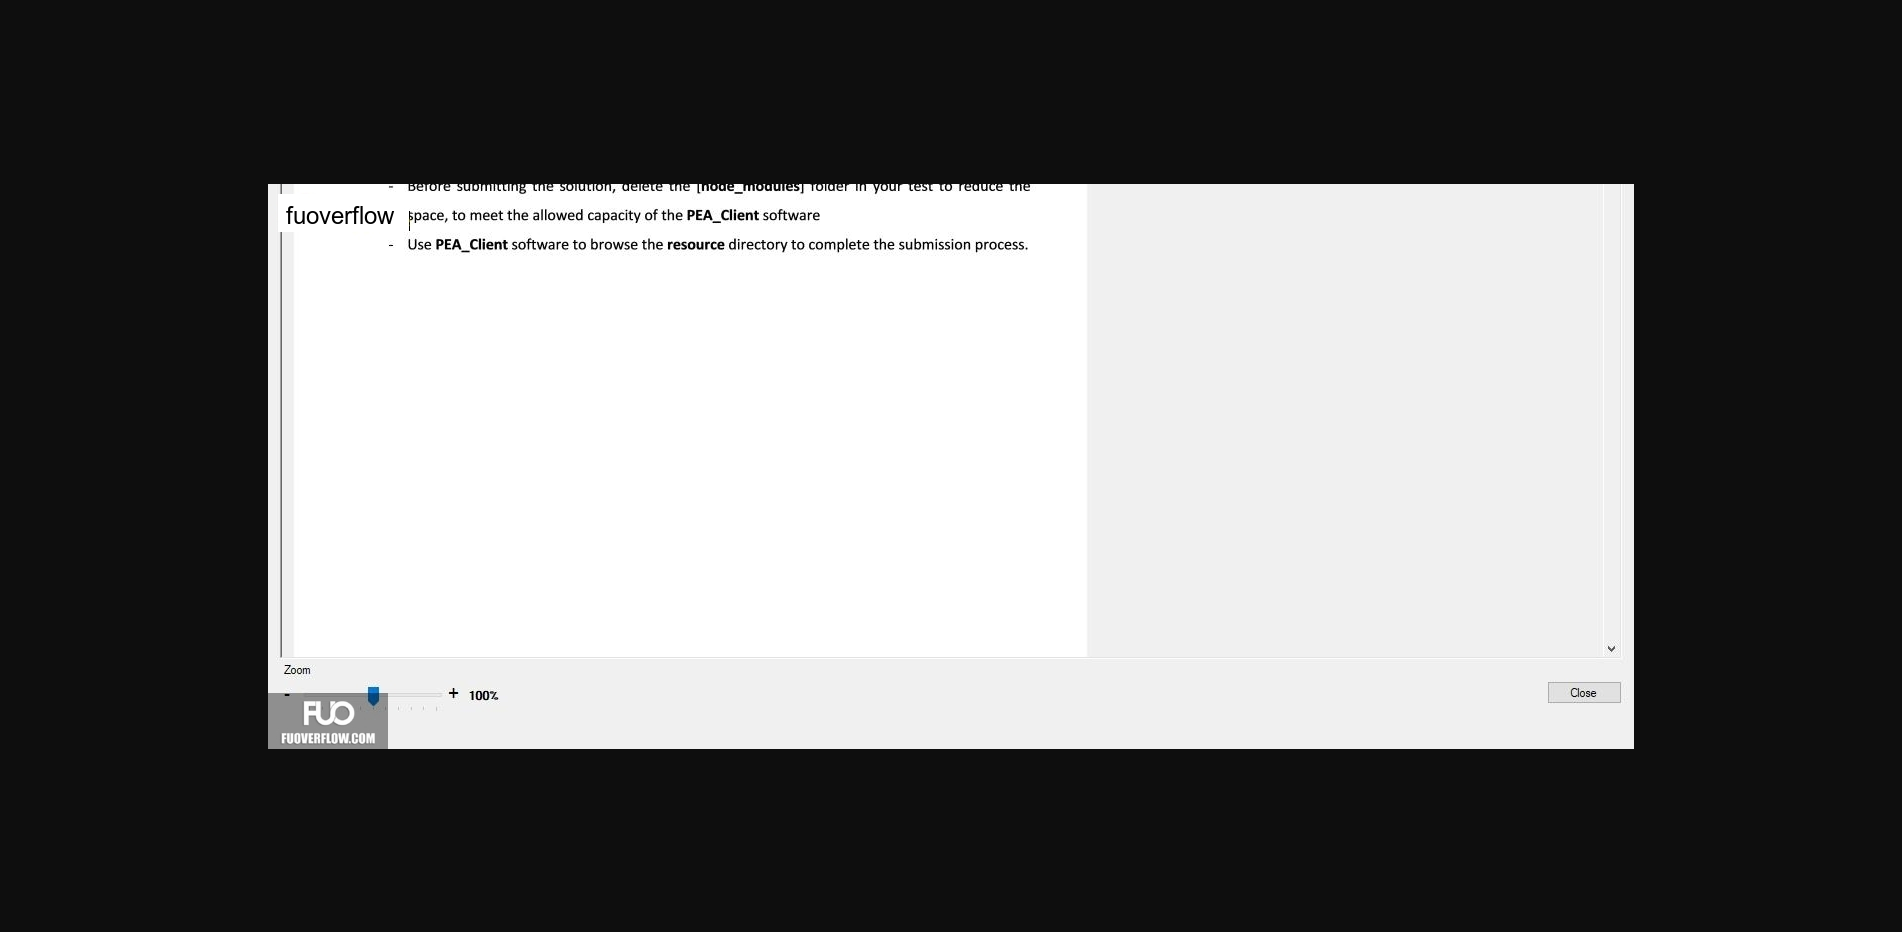 - Before submitting the solution, delete the [node_modules] folder in your test to reduce the
fuoverflow
space, to meet the allowed capacity of the PEA_Client software
- Use PEA_Client software to browse the resource directory to complete the submission process.
Zoom
- + 100%
Close
FUO
FUOVERFLOW.COM